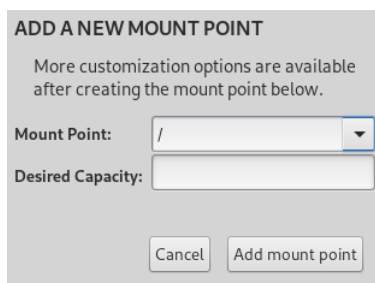 ADD A NEW MOUNT POINT
More customization options are available
after creating the mount point below.
Mount Point: /
Desired Capacity:
Cancel Add mount point